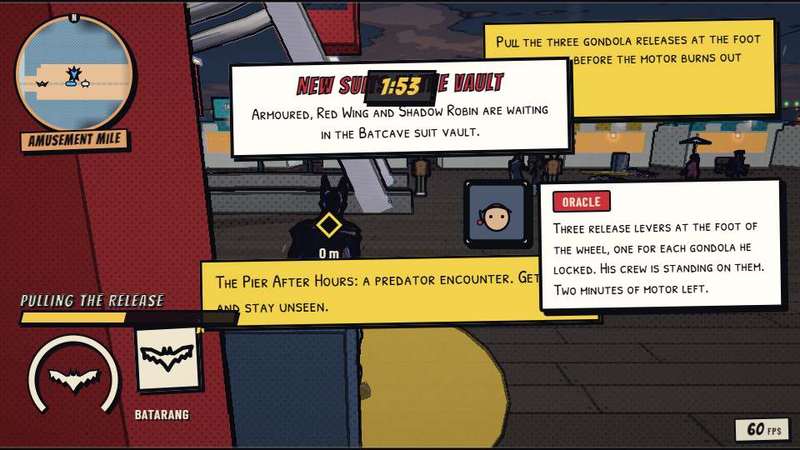 N
AMUSEMENT MILE
PULL THE THREE GONDOLA RELEASES AT THE FOOT
BEFORE THE MOTOR BURNS OUT
NEW VAULT
1:53
ARMOURED, RED WING AND SHADOW ROBIN ARE WAITING
IN THE BATCAVE SUIT VAULT.
ORACLE
THREE RELEASE LEVERS AT THE FOOT OF
THE WHEEL, ONE FOR EACH GONDOLA HE
LOCKED. HIS CREW IS STANDING ON THEM.
TWO MINUTES OF MOTOR LEFT.
0 m
THE PIER AFTER HOURS: A PREDATOR ENCOUNTER. GET
AND STAY UNSEEN.
PULLING THE RELEASE
BATARANG
60 FPS